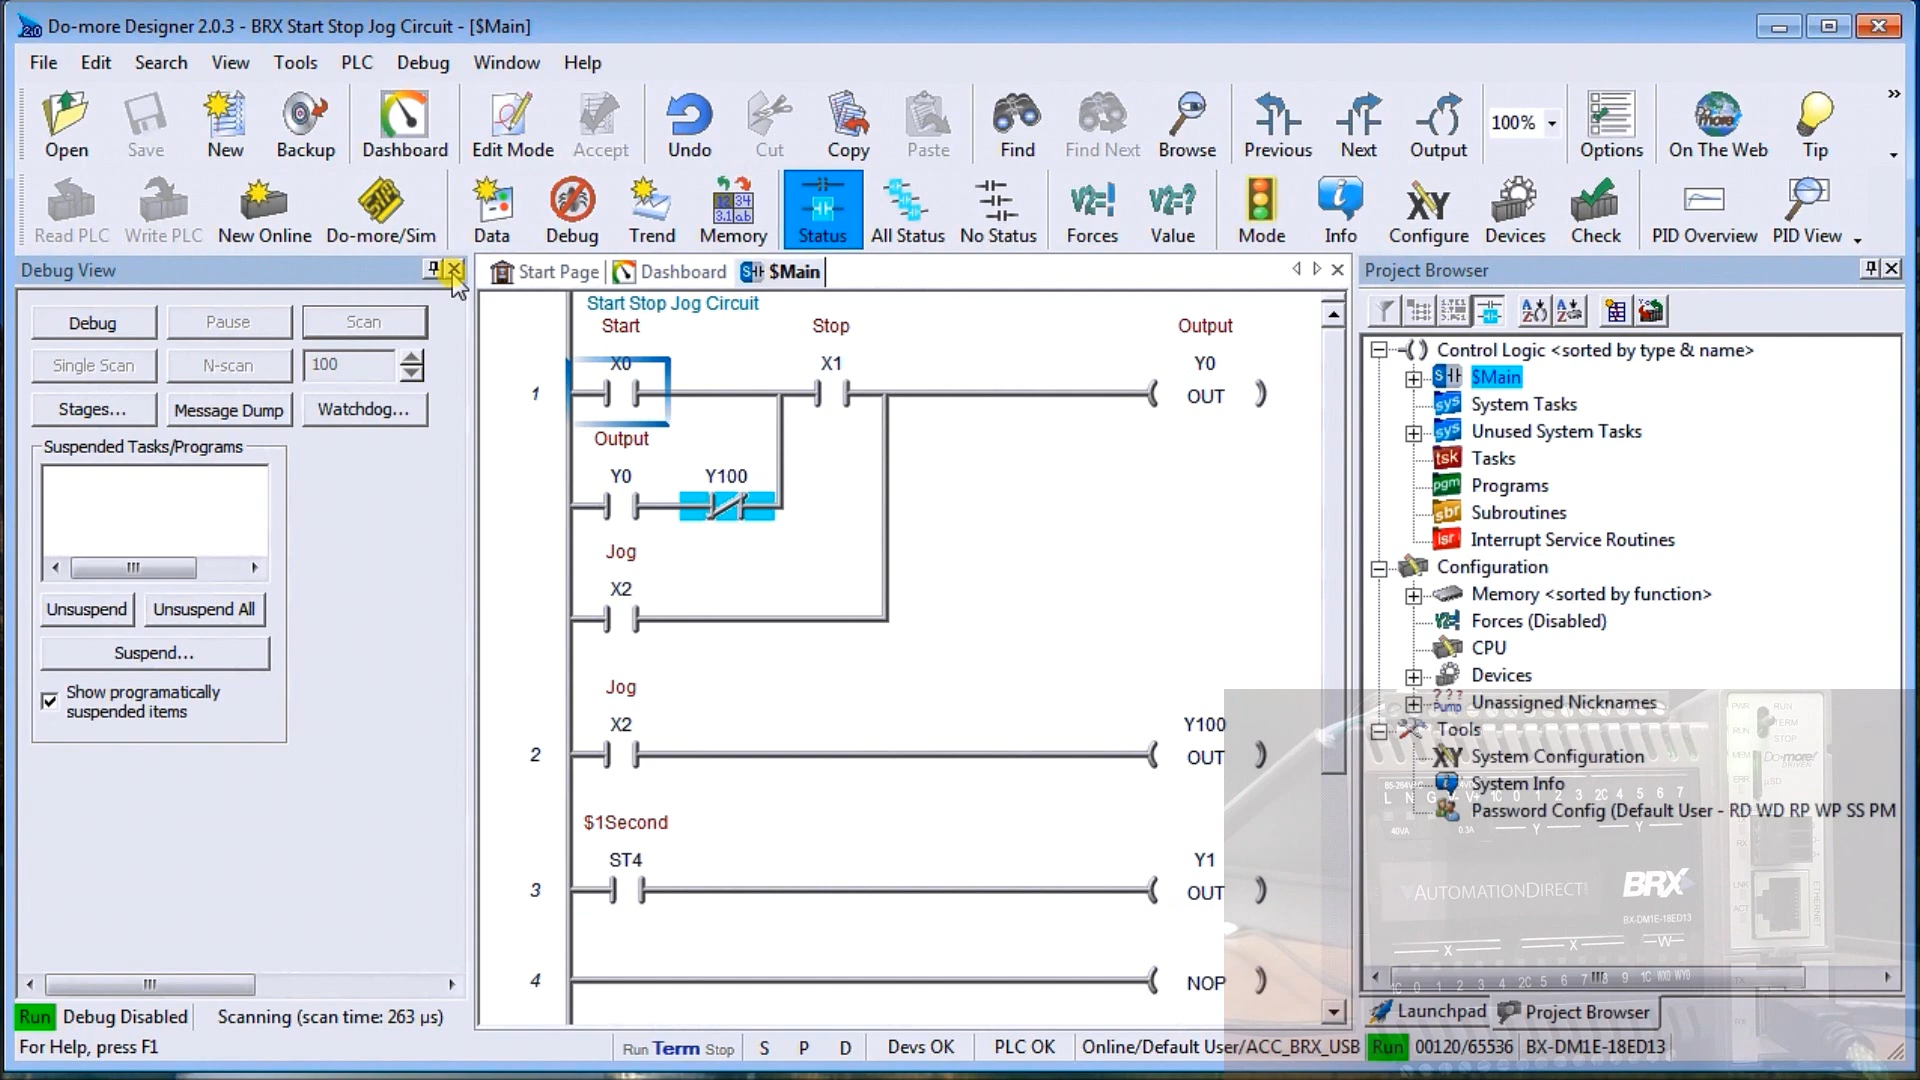 Do-more Designer 2.0.3 - BRX Start Stop Jog Circuit - [$Main]
File Edit Search View Tools PLC Debug Window Help
Open Save New Backup Dashboard Edit Mode Accept Undo Cut Copy Paste Find Find Next Browse Previous Next Output 100% Options On The Web Tip
Read PLC Write PLC New Online Do-more/Sim Data Debug Trend Memory Status All Status No Status Forces Value Mode Info Configure Devices Check PID Overview PID View
Debug View
Debug Pause Scan
Single Scan N-scan 100
Stages... Message Dump Watchdog...
Suspended Tasks/Programs
Unsuspend Unsuspend All
Suspend...
Show programatically
suspended items
Run Debug Disabled Scanning (scan time: 263 µs)
Start Page Dashboard $Main
Start Stop Jog Circuit
Start Stop Output
X0 X1 Y0
1 OUT
Output
Y0 Y100
Jog
X2
Jog
X2 Y100
2 OUT
$1Second
ST4 Y1
3 OUT
4 NOP
Project Browser
Control Logic <sorted by type & name>
$Main
System Tasks
Unused System Tasks
Tasks
Programs
Subroutines
Interrupt Service Routines
Configuration
Memory <sorted by function>
Forces (Disabled)
CPU
Devices
Unassigned Nicknames
Tools
System Configuration
System Info
Password Config (Default User - RD WD RP WP SS PM
AUTOMATIONDIRECT BRX
BX-DM1E-18ED13
Launchpad Project Browser
For Help, press F1 Run Term Stop S P D Devs OK PLC OK Online/Default User/ACC_BRX_USB Run 00120/65536 BX-DM1E-18ED13